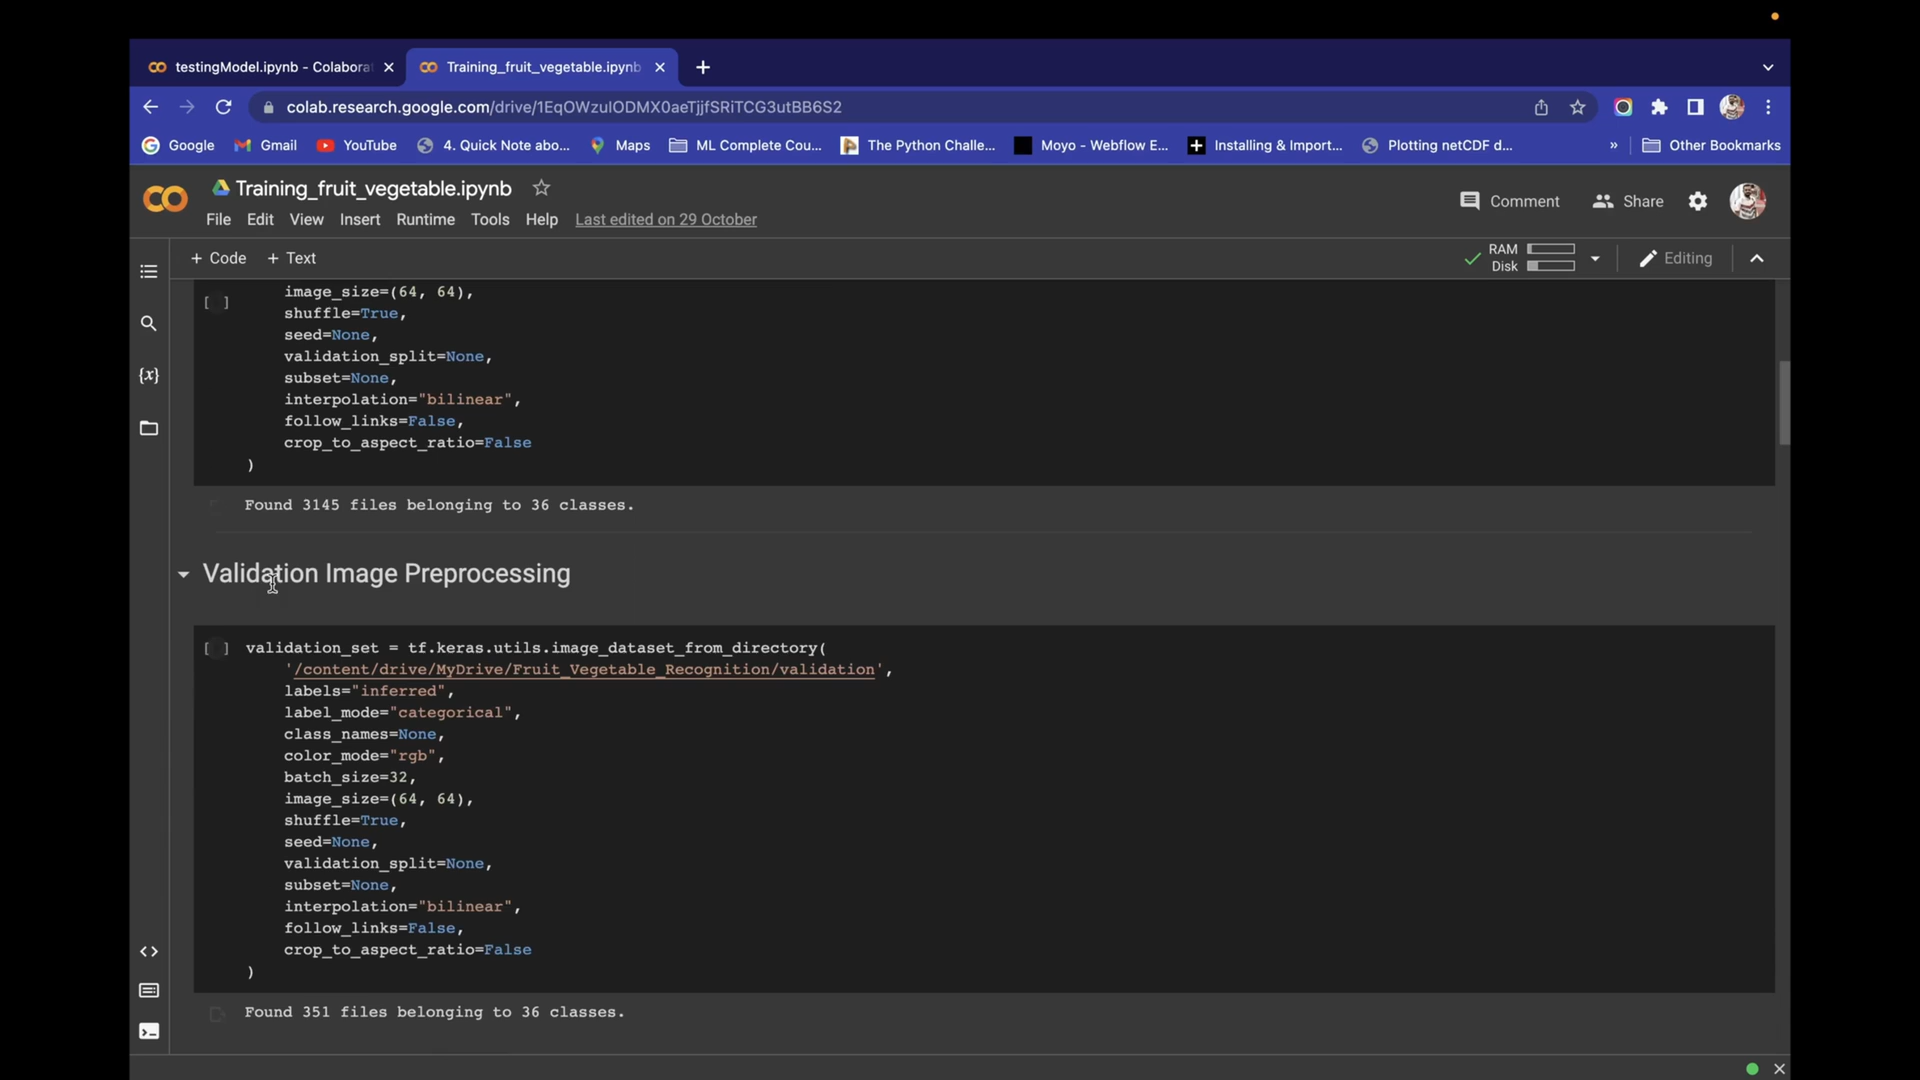 testingModel.ipynb - Colabora
Training_fruit_vegetable.ipynb
colab.research.google.com/drive/1EqOWzulODMX0aeTjjfSRiTCG3utBB6S2
Google
Gmail
YouTube
4. Quick Note abo...
Maps
ML Complete Cou...
The Python Challe...
Moyo - Webflow E...
Installing & Import...
Plotting netCDF d...
»
Other Bookmarks
CO
Training_fruit_vegetable.ipynb
File Edit View Insert Runtime Tools Help Last edited on 29 October
Comment
Share
+ Code + Text
RAM
Disk
Editing
[ ]
image_size=(64, 64),
shuffle=True,
seed=None,
validation_split=None,
subset=None,
interpolation="bilinear",
follow_links=False,
crop_to_aspect_ratio=False
)
Found 3145 files belonging to 36 classes.
Validation Image Preprocessing
[ ] validation_set = tf.keras.utils.image_dataset_from_directory(
'/content/drive/MyDrive/Fruit_Vegetable_Recognition/validation',
labels="inferred",
label_mode="categorical",
class_names=None,
color_mode="rgb",
batch_size=32,
image_size=(64, 64),
shuffle=True,
seed=None,
validation_split=None,
subset=None,
interpolation="bilinear",
follow_links=False,
crop_to_aspect_ratio=False
)
Found 351 files belonging to 36 classes.